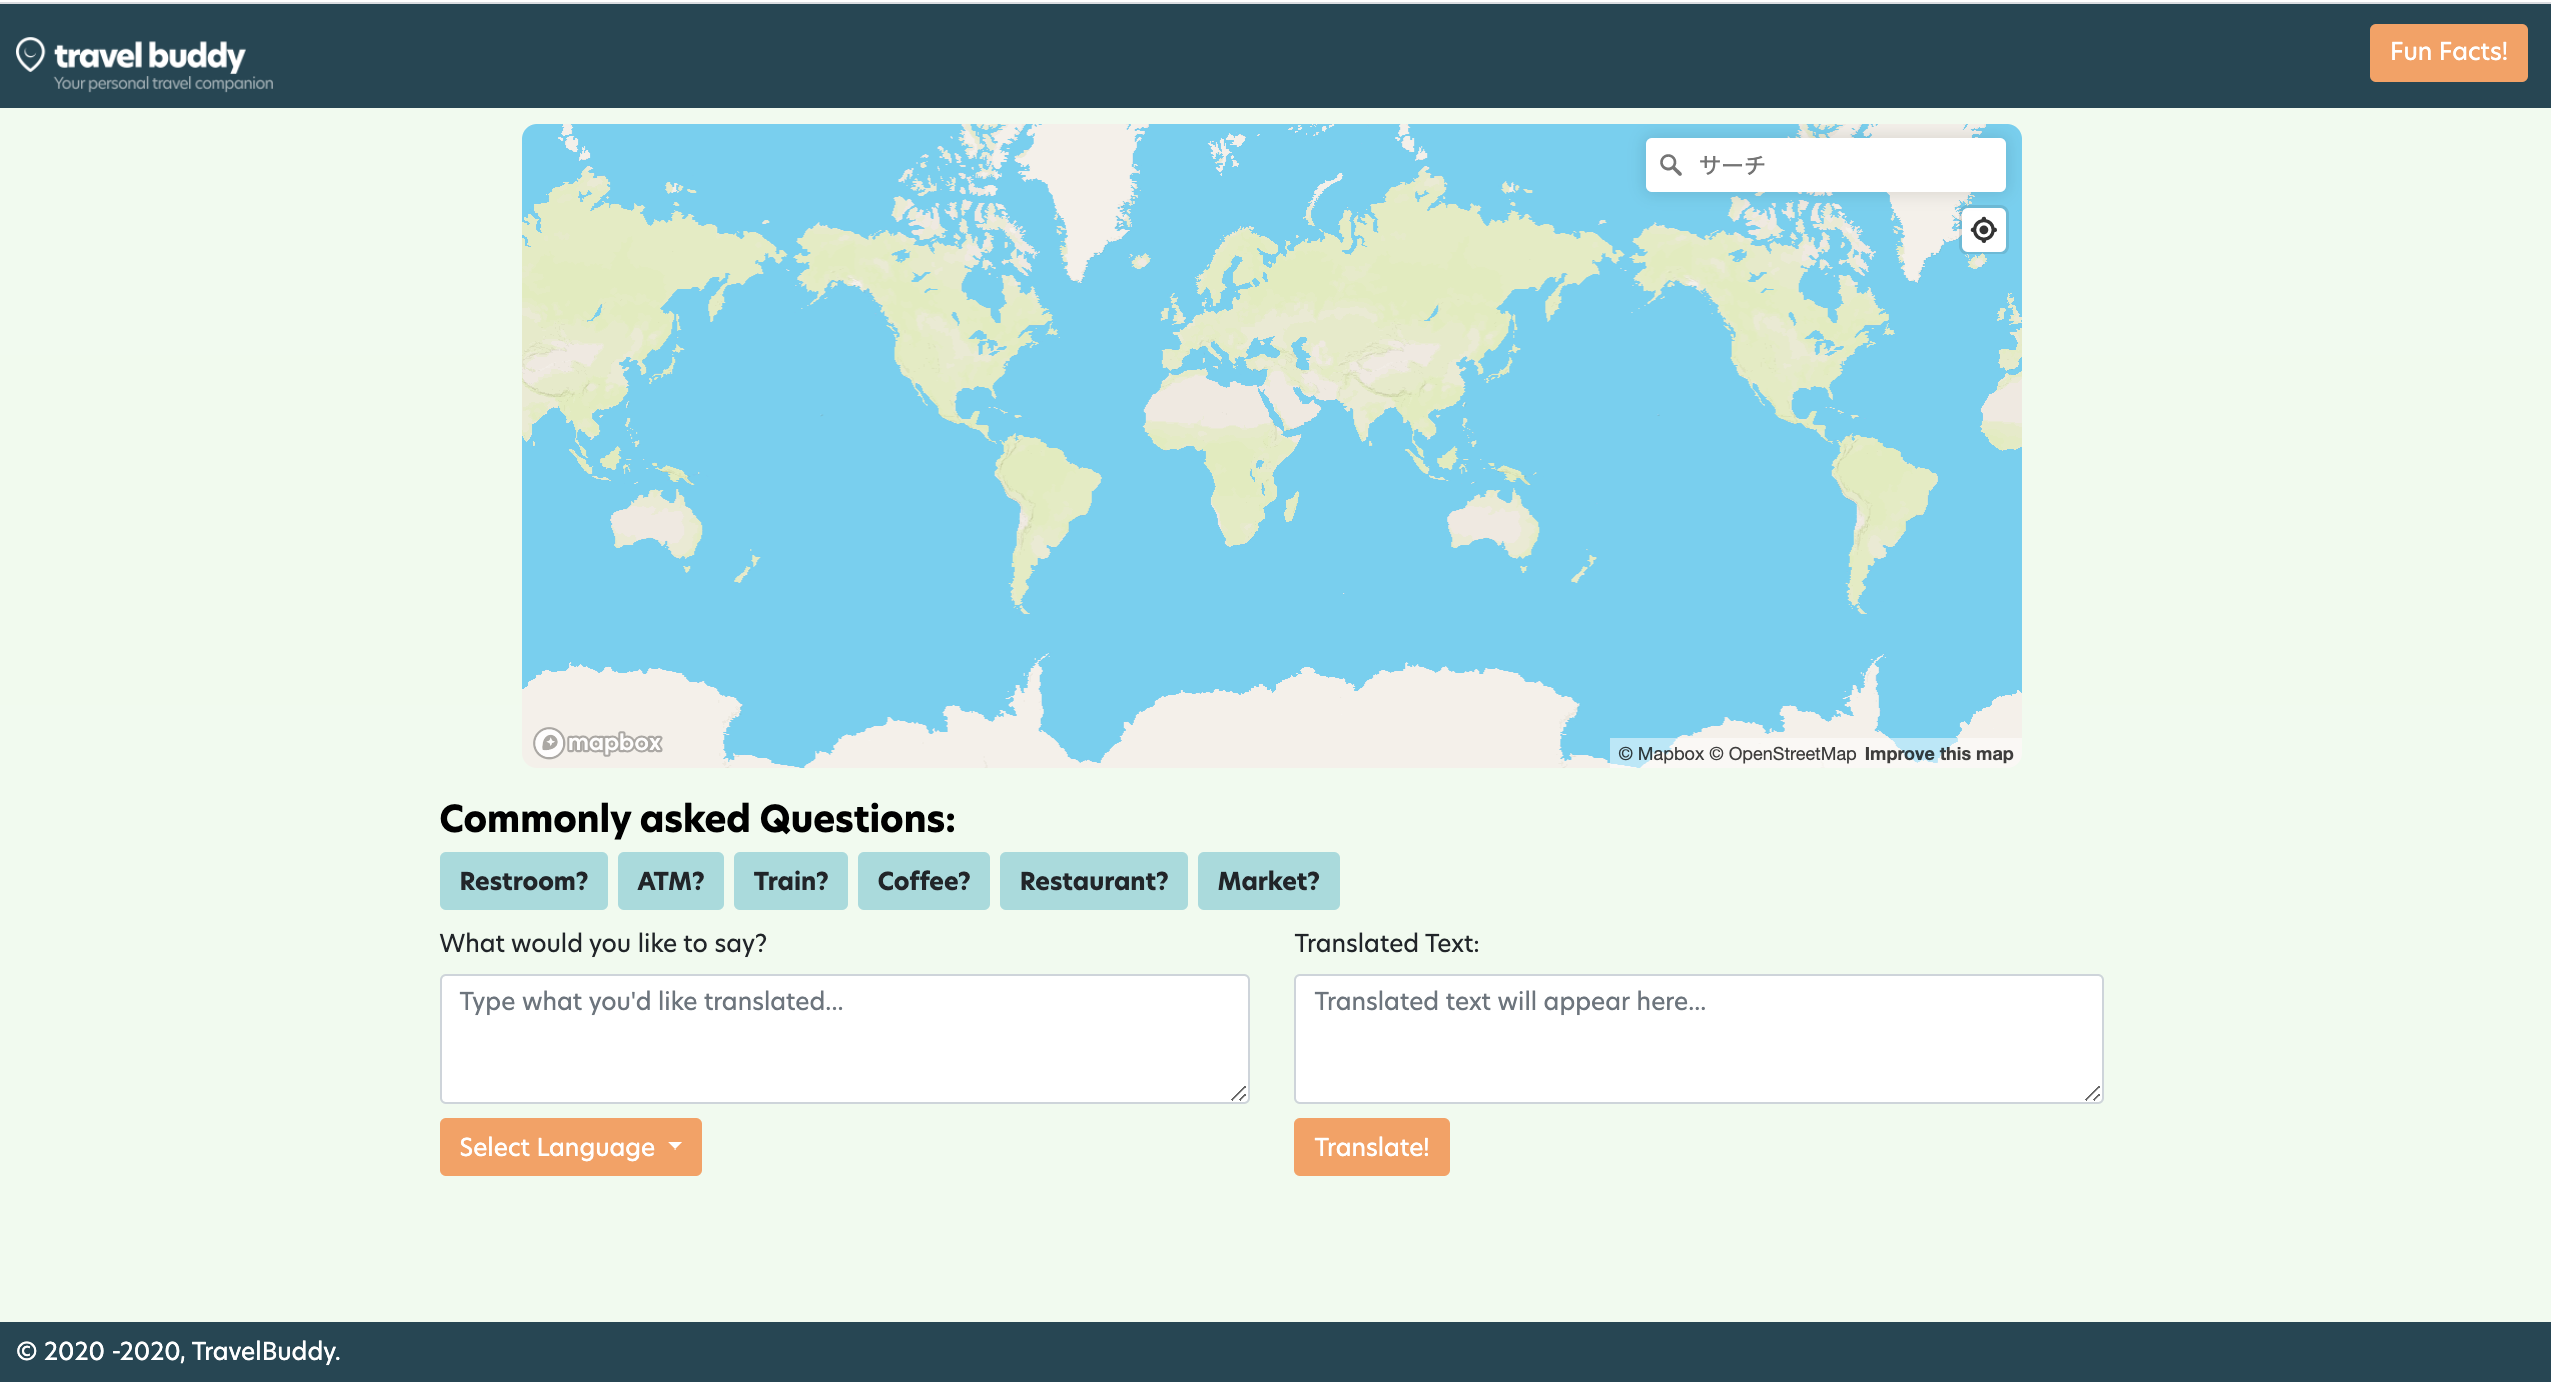 travel buddy
Your personal travel companion
Fun Facts!
サーチ
mapbox
© Mapbox © OpenStreetMap Improve this map
Commonly asked Questions:
Restroom? ATM? Train? Coffee? Restaurant? Market?
What would you like to say?
Translated Text:
Type what you'd like translated...
Translated text will appear here...
Select Language
Translate!
© 2020 -2020, TravelBuddy.